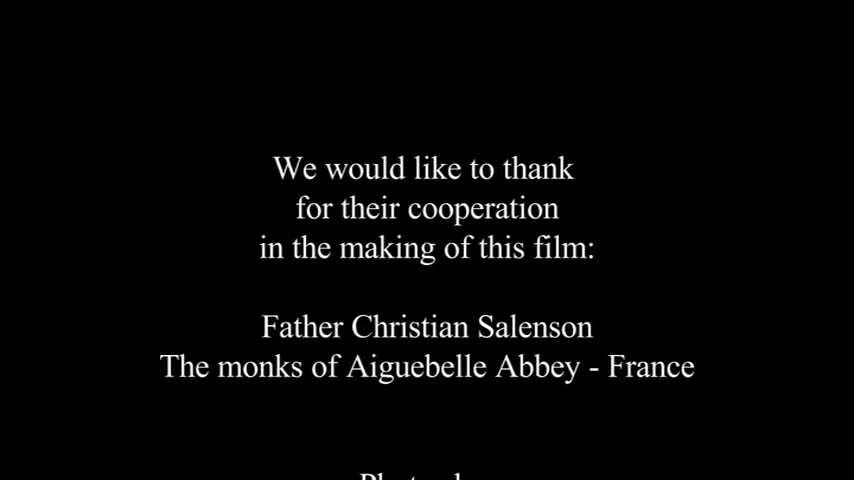 We would like to thank
for their cooperation
in the making of this film:
Father Christian Salenson
The monks of Aiguebelle Abbey - France